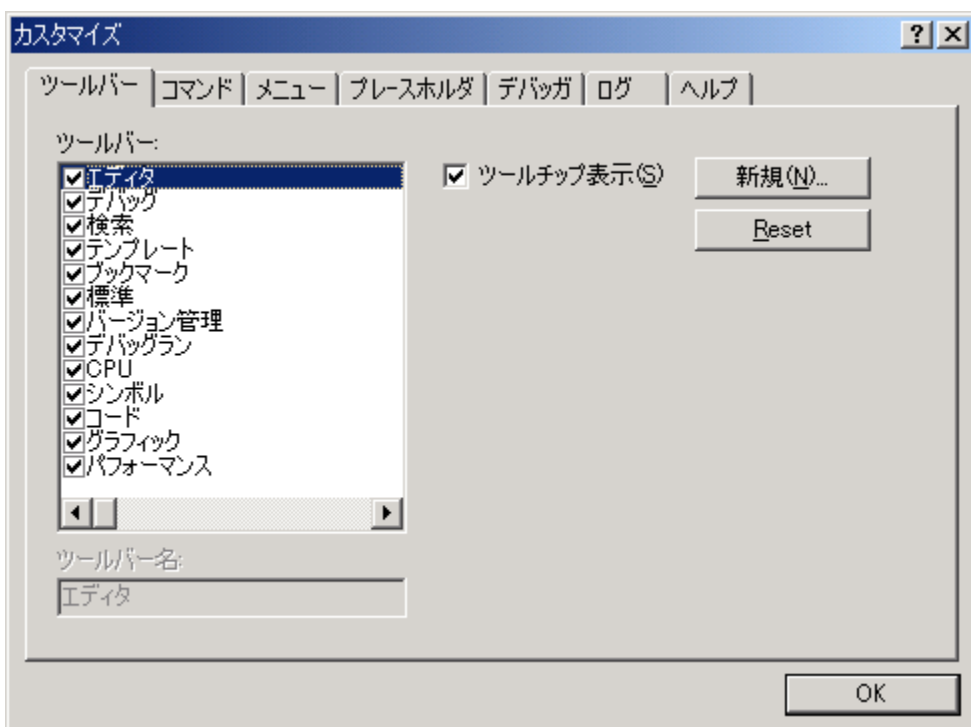 カスタマイズ
ツールバー コマンド メニュー プレースホルダ デバッガ ログ ヘルプ
ツールバー:
エディタ
デバッグ
検索
テンプレート
ブックマーク
標準
バージョン管理
デバッグラン
CPU
シンボル
コード
グラフィック
パフォーマンス
ツールチップ表示(S)
新規(N)...
Reset
ツールバー名:
エディタ
OK